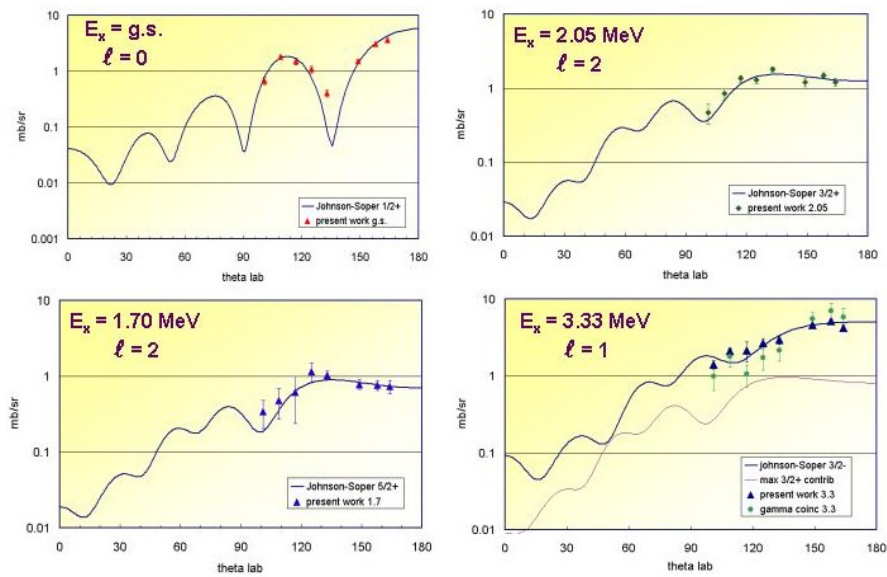 E_x = g.s.
ℓ = 0
mb/sr
10
1
0.1
0.01
0.001
0 30 60 90 120 150 180
theta lab
Johnson-Soper 1/2+
present work g.s.
E_x = 2.05 MeV
ℓ = 2
mb/sr
10
1
0.1
0.01
0 30 60 90 120 150 180
theta lab
Johnson-Soper 3/2+
present work 2.05
E_x = 1.70 MeV
ℓ = 2
mb/sr
10
1
0.1
0.01
0 30 60 90 120 150 180
theta lab
Johnson-Soper 5/2+
present work 1.7
E_x = 3.33 MeV
ℓ = 1
mb/sr
10
1
0.1
0.01
0 30 60 90 120 150 180
theta lab
johnson-Soper 3/2-
max 3/2+ contrib
present work 3.3
gamma coinc 3.3